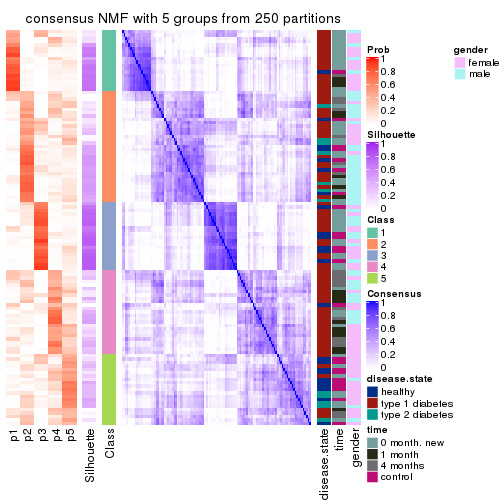 consensus NMF with 5 groups from 250 partitions
Prob
1
0.8
0.6
0.4
0.2
0
gender
female
male
Silhouette
1
0.8
0.6
0.4
0.2
0
Class
1
2
3
4
5
Consensus
1
0.8
0.6
0.4
0.2
0
disease.state
healthy
type 1 diabetes
type 2 diabetes
time
0 month, new
1 month
4 months
control
p1
p2
p3
p4
p5
Silhouette
Class
disease.state
time
gender